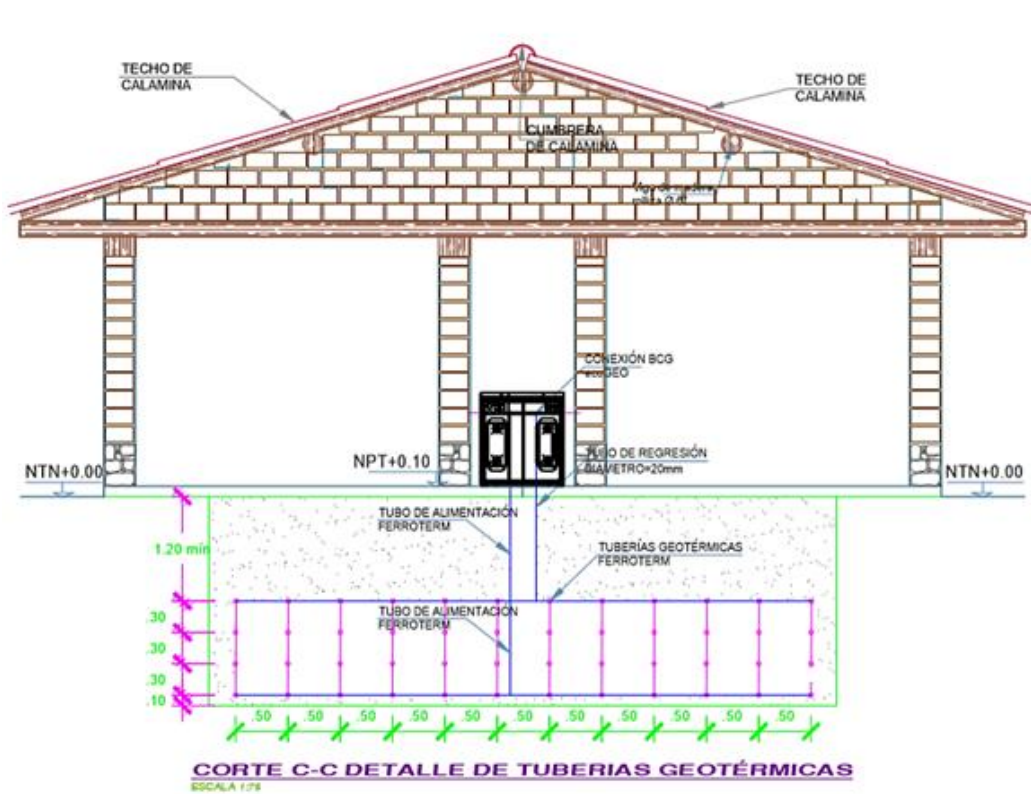 TECHO DE
CALAMINA
TECHO DE
CALAMINA
CUMBRERA
DE CALAMINA
CONEXIÓN BCG
ecoGEO
NTN+0.00
NPT+0.10
TUBO DE REGRESIÓN
DIAMETRO=20mm
NTN+0.00
TUBO DE ALIMENTACIÓN
FERROTERM
1.20 min
TUBERÍAS GEOTÉRMICAS
FERROTERM
TUBO DE ALIMENTACIÓN
FERROTERM
.30
.30
.30
.10
.50 .50 .50 .50 .50 .50 .50 .50 .50 .50 .50
CORTE C-C DETALLE DE TUBERIAS GEOTÉRMICAS